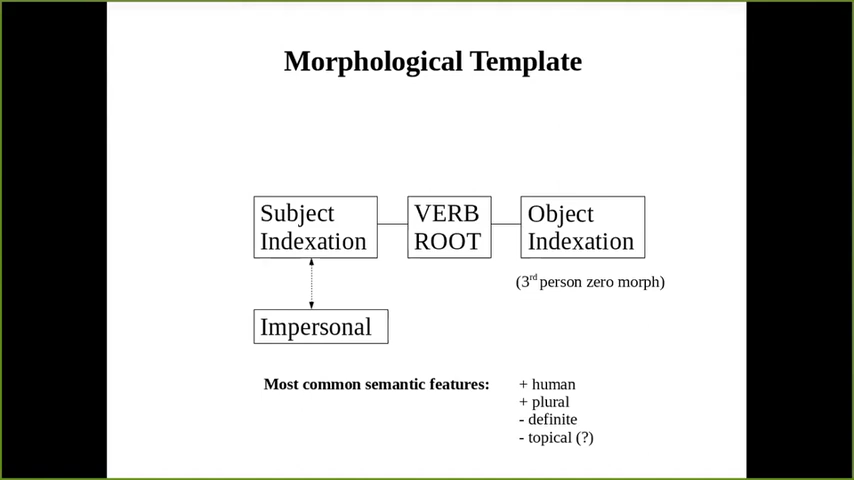 Morphological Template
Subject
Indexation
VERB
ROOT
Object
Indexation
(3rd person zero morph)
Impersonal
Most common semantic features:
+ human
+ plural
- definite
- topical (?)